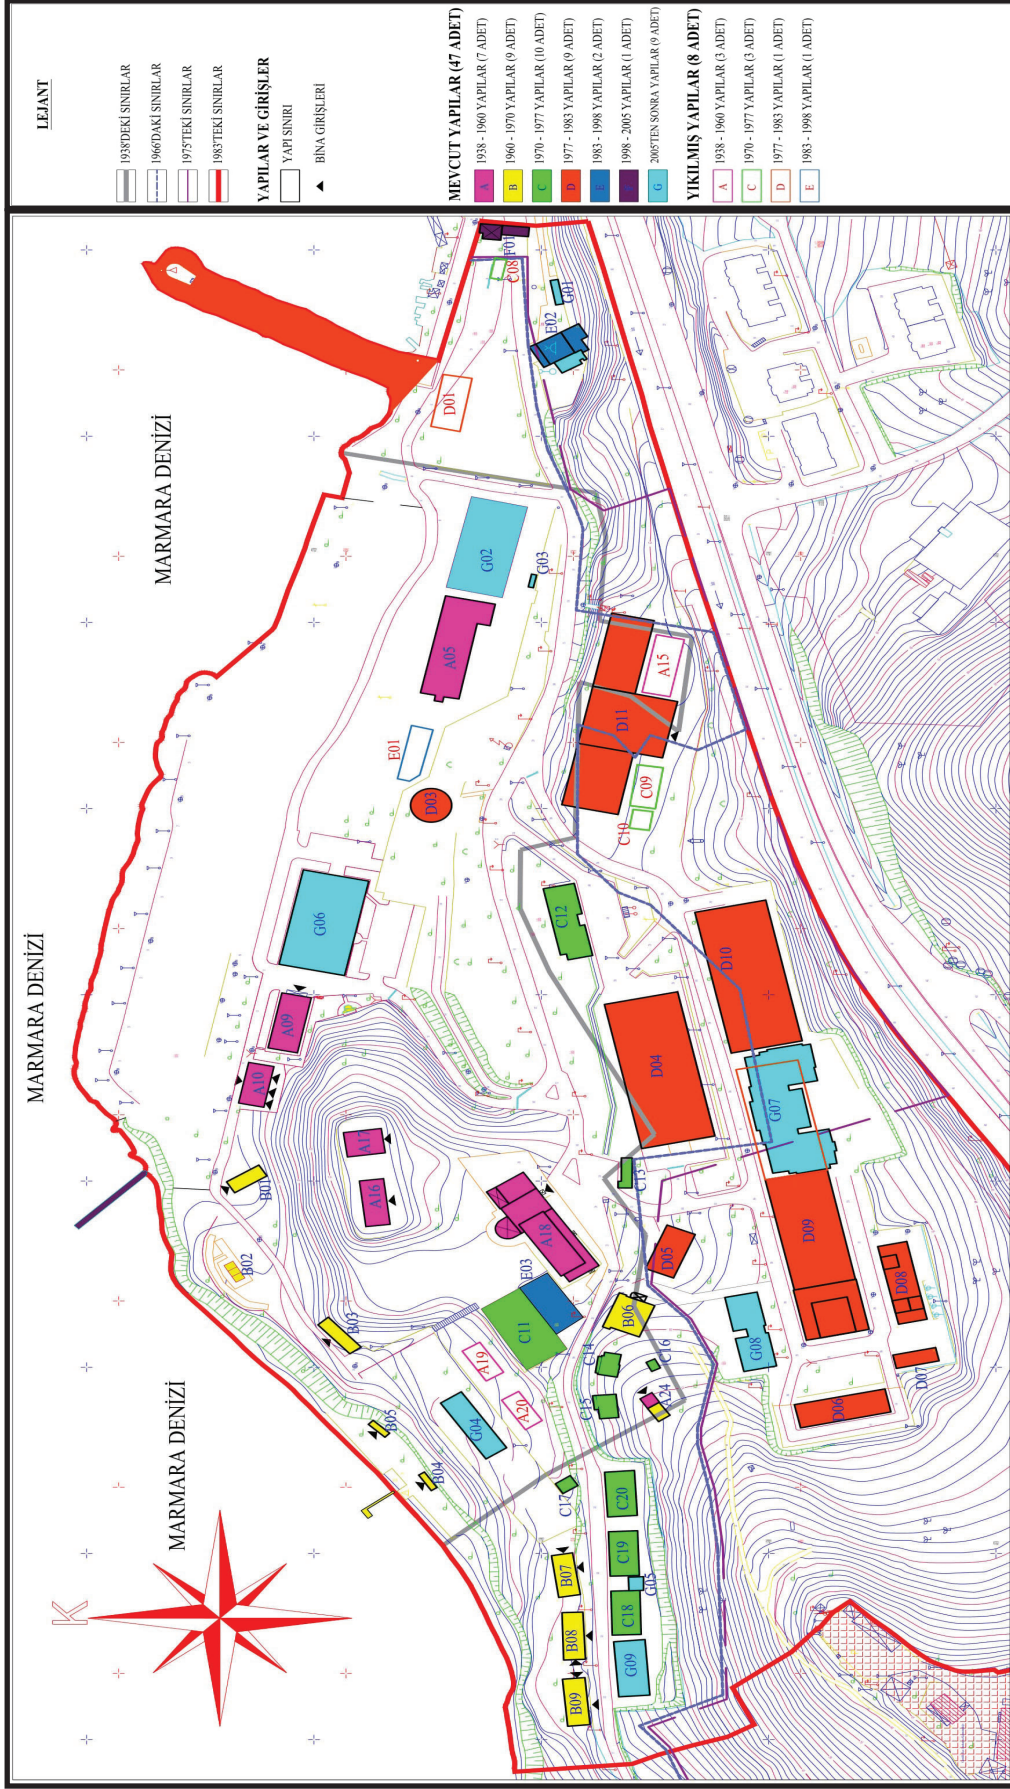 LEJANT
1938'DEKİ SINIRLAR
1966'DAKİ SINIRLAR
1975'TEKİ SINIRLAR
1983'TEKİ SINIRLAR
YAPILAR VE GİRİŞLER
YAPI SINIRI
BİNA GİRİŞLERİ
MEVCUT YAPILAR (47 ADET)
A 1938 - 1960 YAPILAR (7 ADET)
B 1960 - 1970 YAPILAR (9 ADET)
C 1970 - 1977 YAPILAR (10 ADET)
D 1977 - 1983 YAPILAR (9 ADET)
E 1983 - 1998 YAPILAR (2 ADET)
1998 - 2005 YAPILAR (1 ADET)
G 2005'TEN SONRA YAPILAR (9 ADET)
YIKILMIŞ YAPILAR (8 ADET)
A 1938 - 1960 YAPILAR (3 ADET)
C 1970 - 1977 YAPILAR (3 ADET)
D 1977 - 1983 YAPILAR (1 ADET)
E 1983 - 1998 YAPILAR (1 ADET)
MARMARA DENİZİ
MARMARA DENİZİ
MARMARA DENİZİ
K
F01
C08
G01
E02
D01
G02
G03
A05
A15
D11
E01
D03
C09
C10
G06
C12
D10
A09
A10
D04
G07
A17
A16
B01
C13
B02
A18
D05
D09
D08
E03
B06
B03
C11
G08
C14
C16
D07
A19
A20
C15
A24
D06
B05
G04
B04
C17
C20
C19
B07
G05
C18
B08
G09
B09